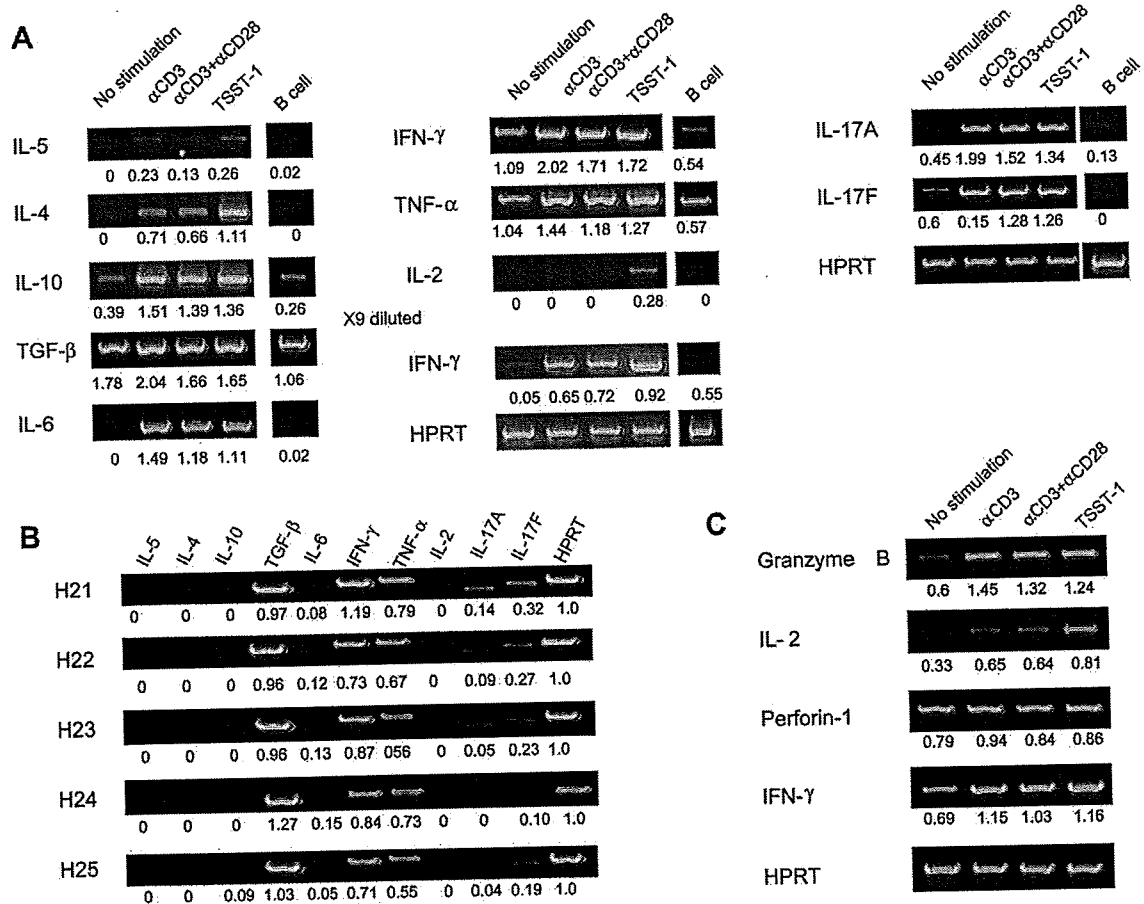 A
No stimulation αCD3 αCD3+αCD28 TSST-1 B cell
IL-5
0 0.23 0.13 0.26 0.02
IL-4
0 0.71 0.66 1.11 0
IL-10
0.39 1.51 1.39 1.36 0.26
TGF-β
1.78 2.04 1.66 1.65 1.06
IL-6
0 1.49 1.18 1.11 0.02
No stimulation αCD3 αCD3+αCD28 TSST-1 B cell
IFN-γ
1.09 2.02 1.71 1.72 0.54
TNF-α
1.04 1.44 1.18 1.27 0.57
IL-2
0 0 0 0.28 0
X9 diluted
IFN-γ
0.05 0.65 0.72 0.92 0.55
HPRT
No stimulation αCD3 αCD3+αCD28 TSST-1 B cell
IL-17A
0.45 1.99 1.52 1.34 0.13
IL-17F
0.6 0.15 1.28 1.26 0
HPRT
B
IL-5 IL-4 IL-10 TGF-β IL-6 IFN-γ TNF-α IL-2 IL-17A IL-17F HPRT
H21
0 0 0 0.97 0.08 1.19 0.79 0 0.14 0.32 1.0
H22
0 0 0 0.96 0.12 0.73 0.67 0 0.09 0.27 1.0
H23
0 0 0 0.96 0.13 0.87 056 0 0.05 0.23 1.0
H24
0 0 0 1.27 0.15 0.84 0.73 0 0 0.10 1.0
H25
0 0 0.09 1.03 0.05 0.71 0.55 0 0.04 0.19 1.0
C
No stimulation αCD3 αCD3+αCD28 TSST-1
Granzyme B
0.6 1.45 1.32 1.24
IL-2
0.33 0.65 0.64 0.81
Perforin-1
0.79 0.94 0.84 0.86
IFN-γ
0.69 1.15 1.03 1.16
HPRT